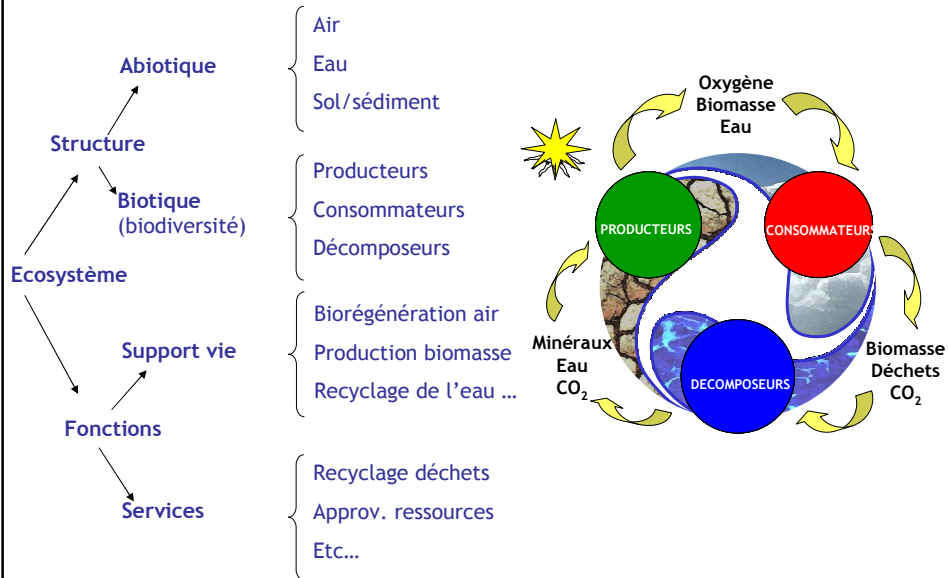 Air
Abiotique
Eau
Sol/sédiment
Structure
Producteurs
Biotique
(biodiversité)
Consommateurs
Décomposeurs
Ecosystème
Biorégénération air
Support vie
Production biomasse
Recyclage de l’eau …
Fonctions
Recyclage déchets
Services
Approv. ressources
Etc…
Oxygène
Biomasse
Eau
PRODUCTEURS
CONSOMMATEURS
Minéraux
Eau
CO₂
DECOMPOSEURS
Biomasse
Déchets
CO₂